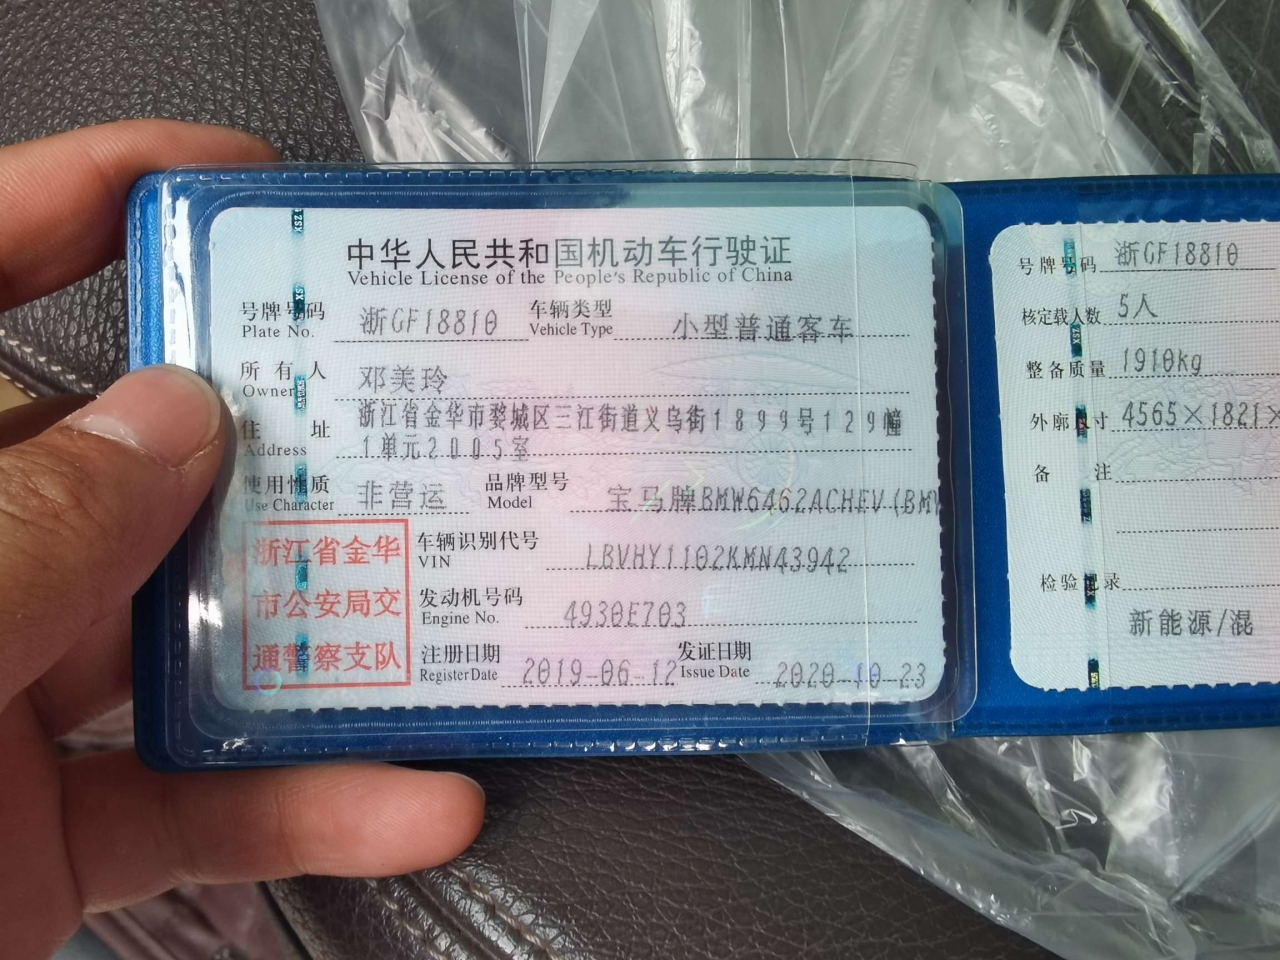 中华人民共和国机动车行驶证
Vehicle License of the People's Republic of China
号牌号码 浙GF18810 车辆类型 小型普通客车
Plate No. Vehicle Type
所有人 邓美玲
Owner
住址 浙江省金华市婺城区三江街道义乌街1899号129幢
Address 1单元2005室
使用性质 非营运 品牌型号 宝马牌BMW6462ACHEV(BM
Use Character Model
浙江省金华
市公安局交
通警察支队
车辆识别代号 LBVHY1102KMN43942
VIN
发动机号码 4930E703
Engine No.
注册日期 2019-06-12 发证日期 2020-10-23
Register Date Issue Date
号牌号码 浙GF18810
核定载人数 5人
整备质量 1910kg
外廓尺寸 4565×1821×
备注
检验记录
新能源/混